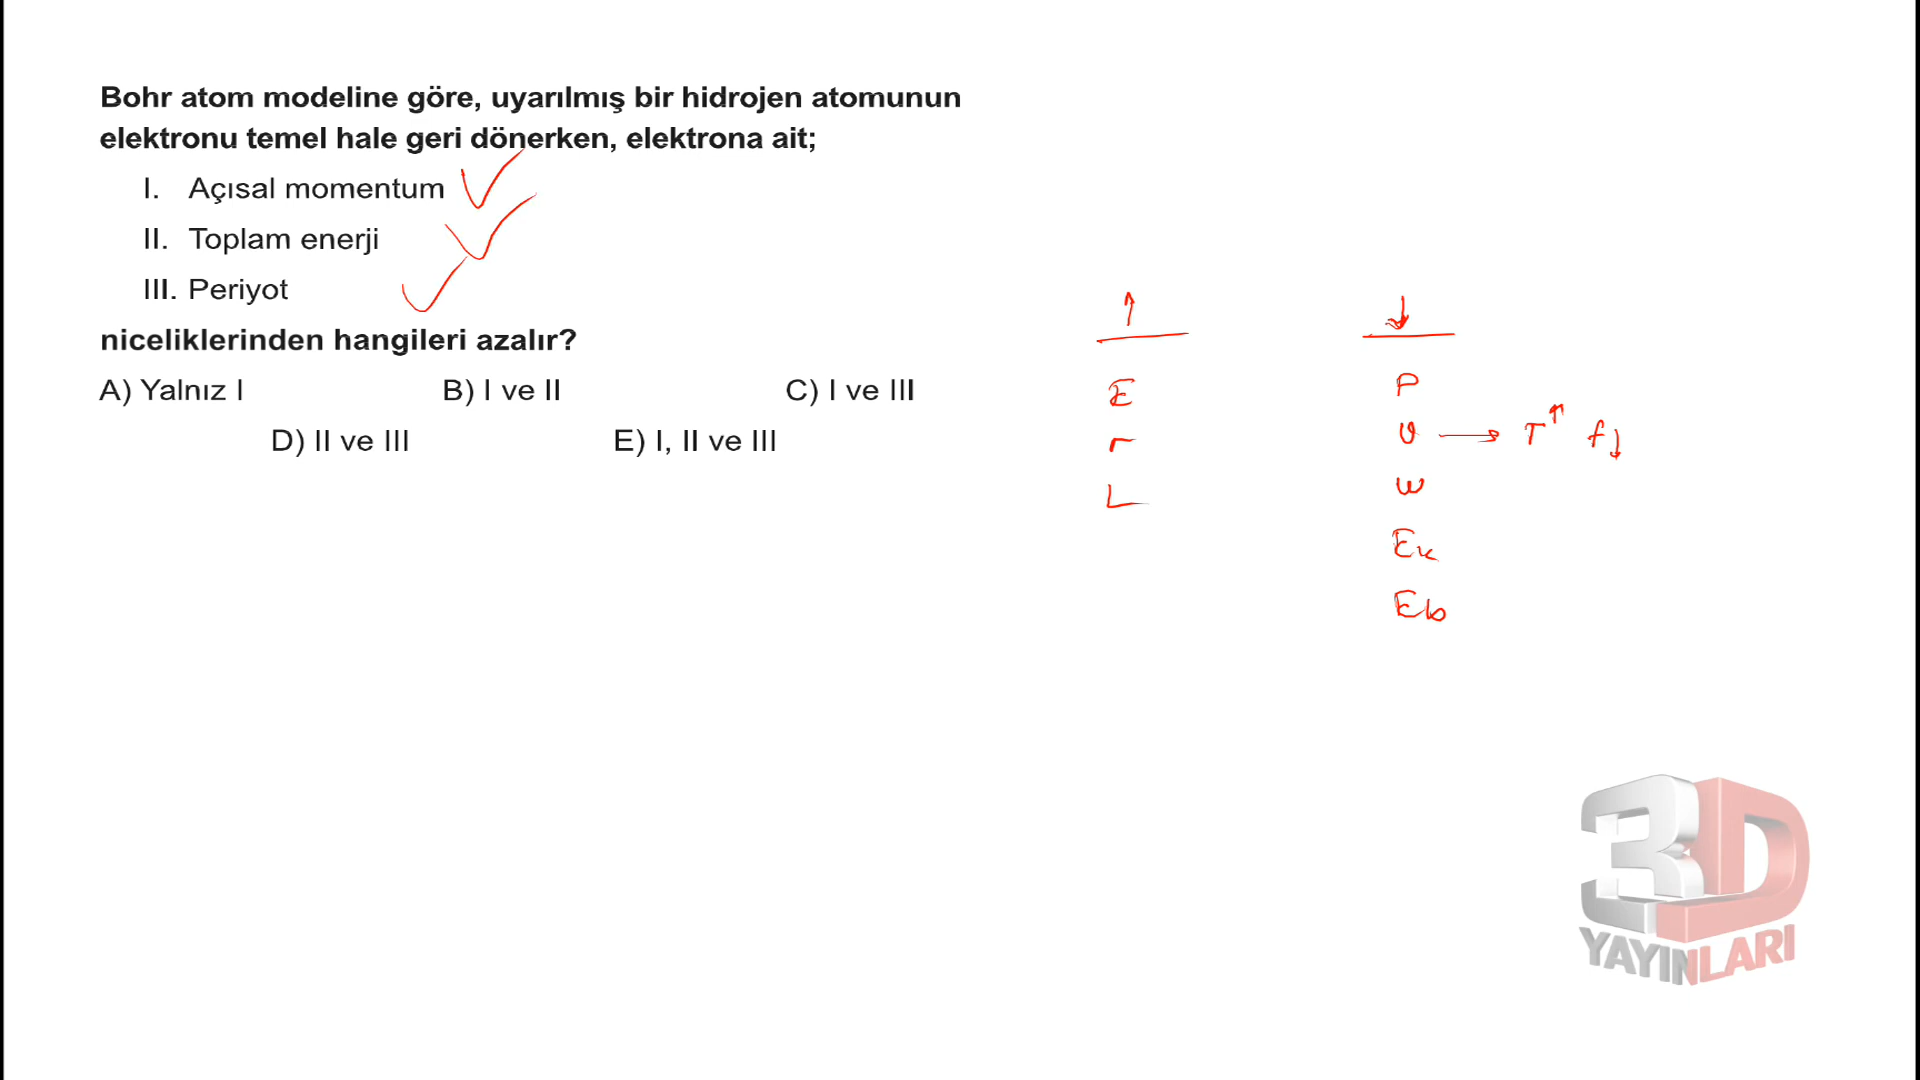 Bohr atom modeline göre, uyarılmış bir hidrojen atomunun
elektronu temel hale geri dönerken, elektrona ait;
I. Açısal momentum
II. Toplam enerji
III. Periyot
niceliklerinden hangileri azalır?
A) Yalnız I B) I ve II C) I ve III
D) II ve III E) I, II ve III
↑ ↓
E P
r ϑ → T↑ f↓
L w
Ek
Eb
3D
YAYINLARI